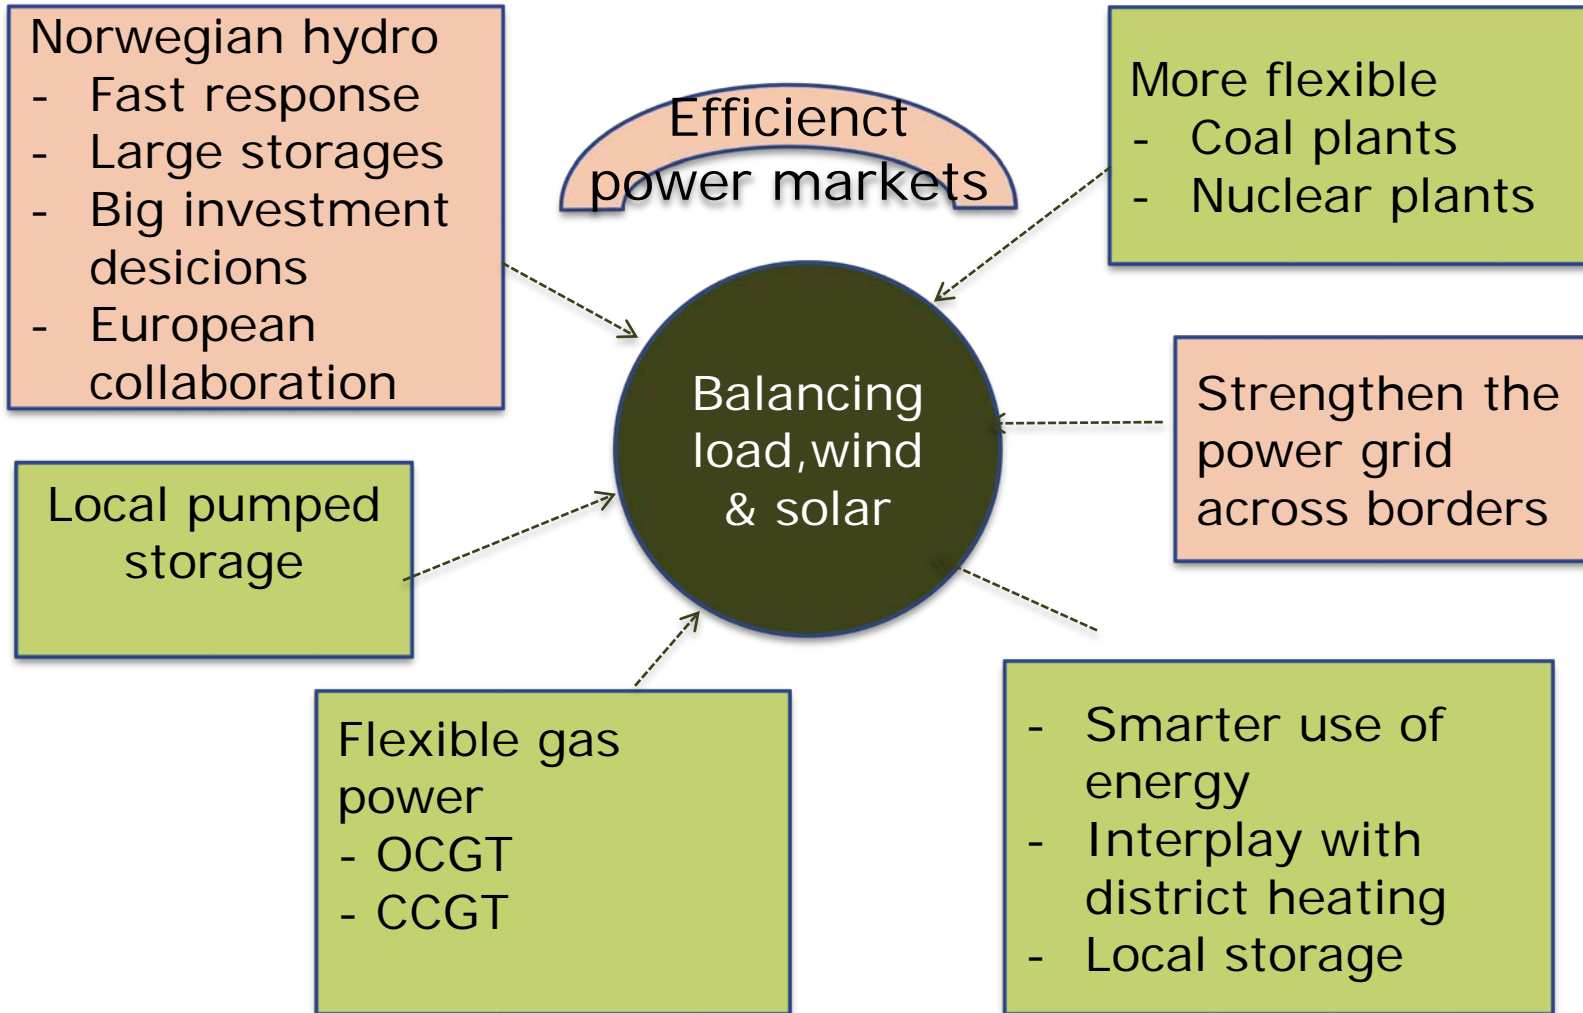 Norwegian hydro
- Fast response
- Large storages
- Big investment
desicions
- European
collaboration
Efficienct
power markets
More flexible
- Coal plants
- Nuclear plants
Balancing
load,wind
& solar
Strengthen the
power grid
across borders
Local pumped
storage
Flexible gas
power
- OCGT
- CCGT
- Smarter use of
energy
- Interplay with
district heating
- Local storage